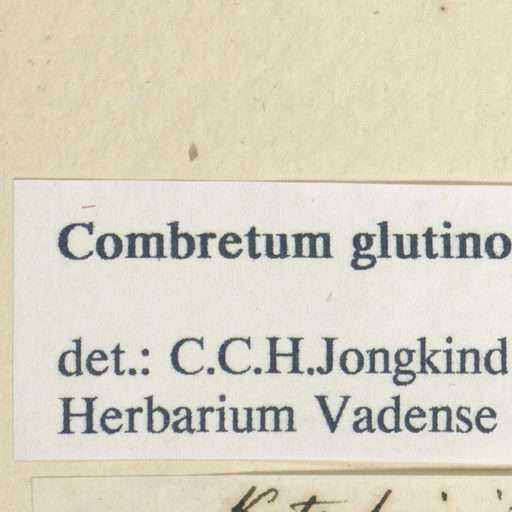 Combretum glutino
det.: C.C.H.Jongkind
Herbarium Vadense